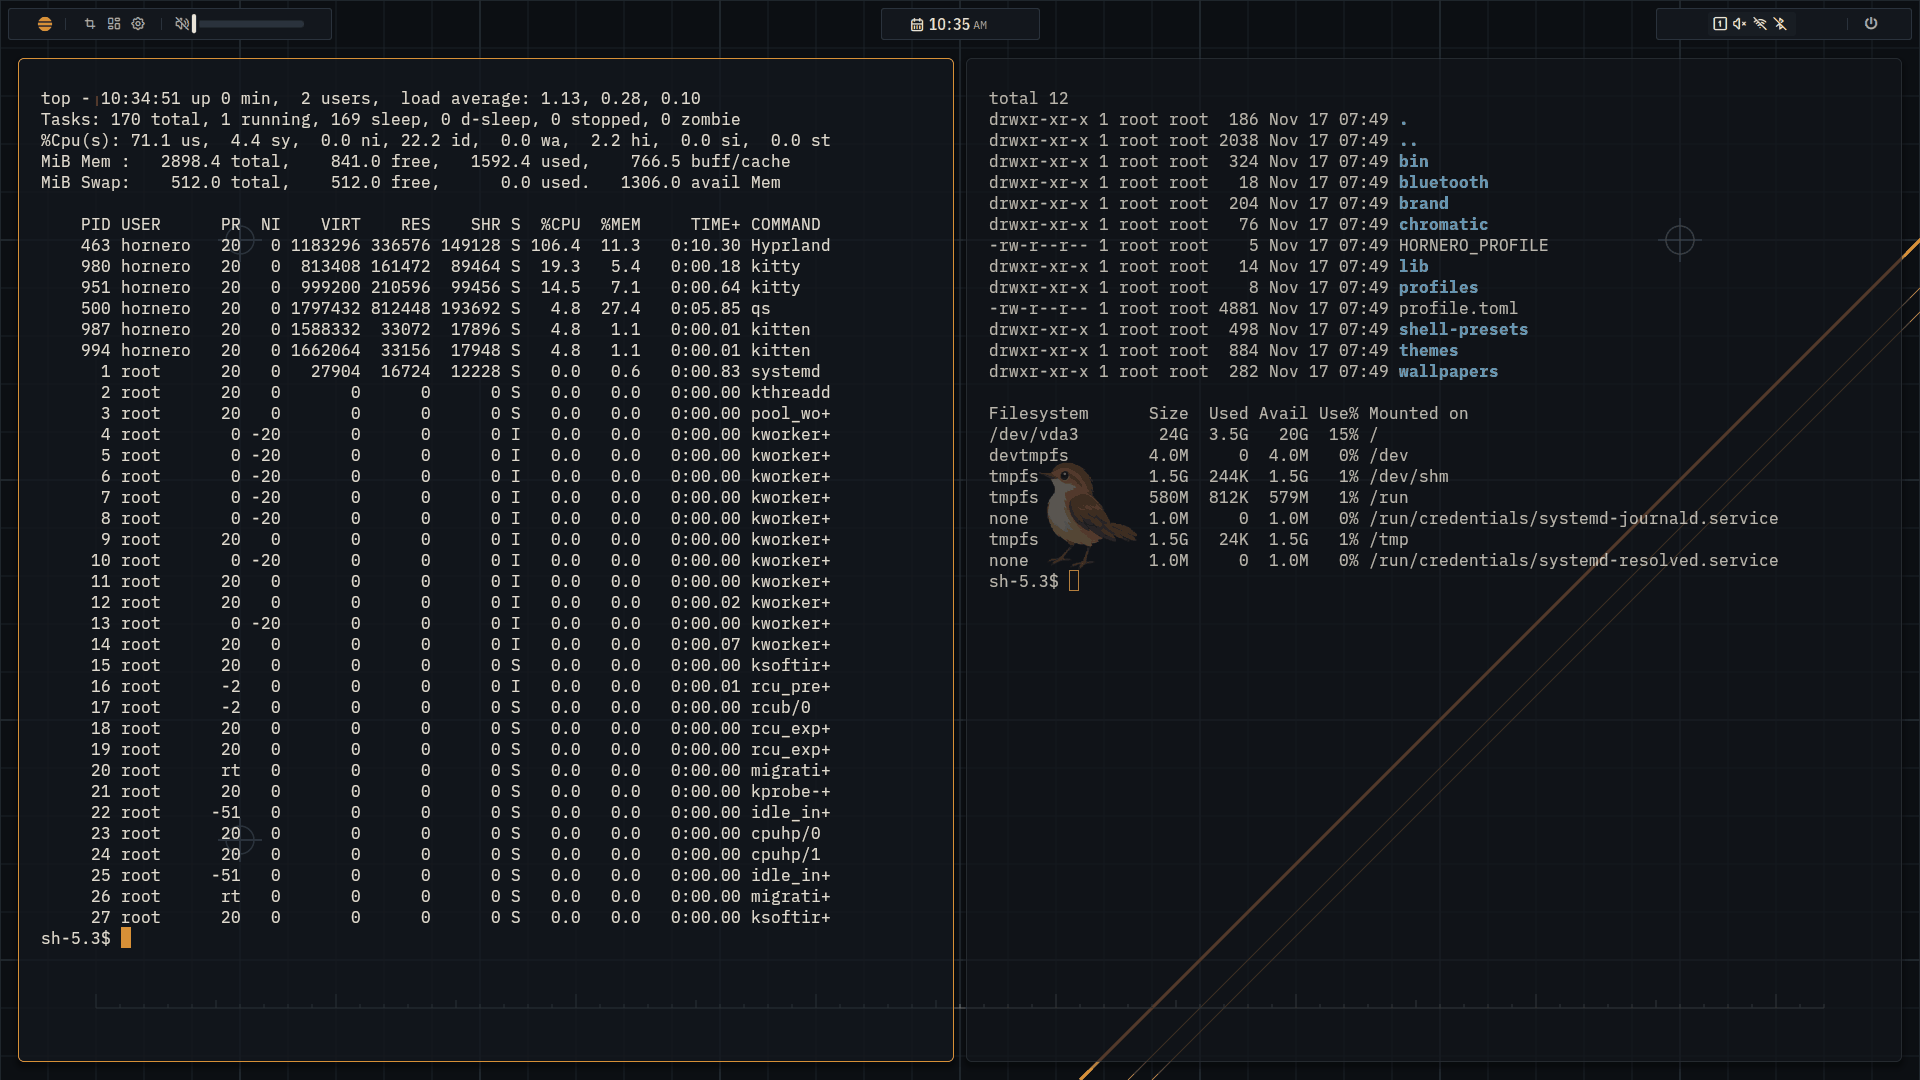 10:35 AM
top - 10:34:51 up 0 min,  2 users,  load average: 1.13, 0.28, 0.10
Tasks: 170 total, 1 running, 169 sleep, 0 d-sleep, 0 stopped, 0 zombie
%Cpu(s): 71.1 us,  4.4 sy,  0.0 ni, 22.2 id,  0.0 wa,  2.2 hi,  0.0 si,  0.0 st
MiB Mem :   2898.4 total,    841.0 free,   1592.4 used,    766.5 buff/cache
MiB Swap:    512.0 total,    512.0 free,      0.0 used.   1306.0 avail Mem
PID USER      PR  NI    VIRT    RES    SHR S  %CPU  %MEM     TIME+ COMMAND
463 hornero   20   0 1183296 336576 149128 S 106.4  11.3   0:10.30 Hyprland
980 hornero   20   0  813408 161472  89464 S  19.3   5.4   0:00.18 kitty
951 hornero   20   0  999200 210596  99456 S  14.5   7.1   0:00.64 kitty
500 hornero   20   0 1797432 812448 193692 S   4.8  27.4   0:05.85 qs
987 hornero   20   0 1588332  33072  17896 S   4.8   1.1   0:00.01 kitten
994 hornero   20   0 1662064  33156  17948 S   4.8   1.1   0:00.01 kitten
1 root      20   0   27904  16724  12228 S   0.0   0.6   0:00.83 systemd
2 root      20   0       0      0      0 S   0.0   0.0   0:00.00 kthreadd
3 root      20   0       0      0      0 S   0.0   0.0   0:00.00 pool_wo+
4 root       0 -20       0      0      0 I   0.0   0.0   0:00.00 kworker+
5 root       0 -20       0      0      0 I   0.0   0.0   0:00.00 kworker+
6 root       0 -20       0      0      0 I   0.0   0.0   0:00.00 kworker+
7 root       0 -20       0      0      0 I   0.0   0.0   0:00.00 kworker+
8 root       0 -20       0      0      0 I   0.0   0.0   0:00.00 kworker+
9 root      20   0       0      0      0 I   0.0   0.0   0:00.00 kworker+
10 root       0 -20       0      0      0 I   0.0   0.0   0:00.00 kworker+
11 root      20   0       0      0      0 I   0.0   0.0   0:00.00 kworker+
12 root      20   0       0      0      0 I   0.0   0.0   0:00.02 kworker+
13 root       0 -20       0      0      0 I   0.0   0.0   0:00.00 kworker+
14 root      20   0       0      0      0 I   0.0   0.0   0:00.07 kworker+
15 root      20   0       0      0      0 S   0.0   0.0   0:00.00 ksoftir+
16 root      -2   0       0      0      0 I   0.0   0.0   0:00.01 rcu_pre+
17 root      -2   0       0      0      0 S   0.0   0.0   0:00.00 rcub/0
18 root      20   0       0      0      0 S   0.0   0.0   0:00.00 rcu_exp+
19 root      20   0       0      0      0 S   0.0   0.0   0:00.00 rcu_exp+
20 root      rt   0       0      0      0 S   0.0   0.0   0:00.00 migrati+
21 root      20   0       0      0      0 S   0.0   0.0   0:00.00 kprobe-+
22 root     -51   0       0      0      0 S   0.0   0.0   0:00.00 idle_in+
23 root      20   0       0      0      0 S   0.0   0.0   0:00.00 cpuhp/0
24 root      20   0       0      0      0 S   0.0   0.0   0:00.00 cpuhp/1
25 root     -51   0       0      0      0 S   0.0   0.0   0:00.00 idle_in+
26 root      rt   0       0      0      0 S   0.0   0.0   0:00.00 migrati+
27 root      20   0       0      0      0 S   0.0   0.0   0:00.00 ksoftir+
sh-5.3$
total 12
drwxr-xr-x 1 root root  186 Nov 17 07:49 .
drwxr-xr-x 1 root root 2038 Nov 17 07:49 ..
drwxr-xr-x 1 root root  324 Nov 17 07:49 bin
drwxr-xr-x 1 root root   18 Nov 17 07:49 bluetooth
drwxr-xr-x 1 root root  204 Nov 17 07:49 brand
drwxr-xr-x 1 root root   76 Nov 17 07:49 chromatic
-rw-r--r-- 1 root root    5 Nov 17 07:49 HORNERO_PROFILE
drwxr-xr-x 1 root root   14 Nov 17 07:49 lib
drwxr-xr-x 1 root root    8 Nov 17 07:49 profiles
-rw-r--r-- 1 root root 4881 Nov 17 07:49 profile.toml
drwxr-xr-x 1 root root  498 Nov 17 07:49 shell-presets
drwxr-xr-x 1 root root  884 Nov 17 07:49 themes
drwxr-xr-x 1 root root  282 Nov 17 07:49 wallpapers
Filesystem      Size  Used Avail Use% Mounted on
/dev/vda3        24G  3.5G   20G  15% /
devtmpfs        4.0M     0  4.0M   0% /dev
tmpfs           1.5G  244K  1.5G   1% /dev/shm
tmpfs           580M  812K  579M   1% /run
none            1.0M     0  1.0M   0% /run/credentials/systemd-journald.service
tmpfs           1.5G   24K  1.5G   1% /tmp
none            1.0M     0  1.0M   0% /run/credentials/systemd-resolved.service
sh-5.3$